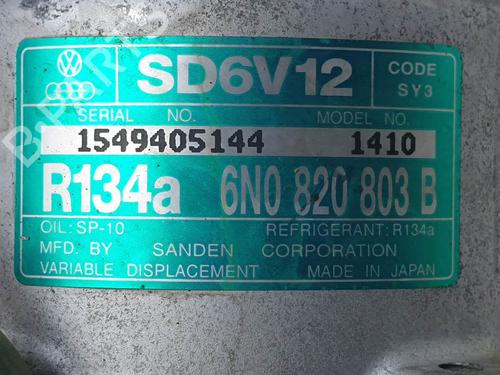 SD6V12
CODE
SY3
SERIAL NO. MODEL NO.
1549405144 1410
R134a 6N0 820 803 B
OIL: SP-10 REFRIGERANT: R134a
MFD. BY SANDEN CORPORATION
VARIABLE DISPLACEMENT MADE IN JAPAN